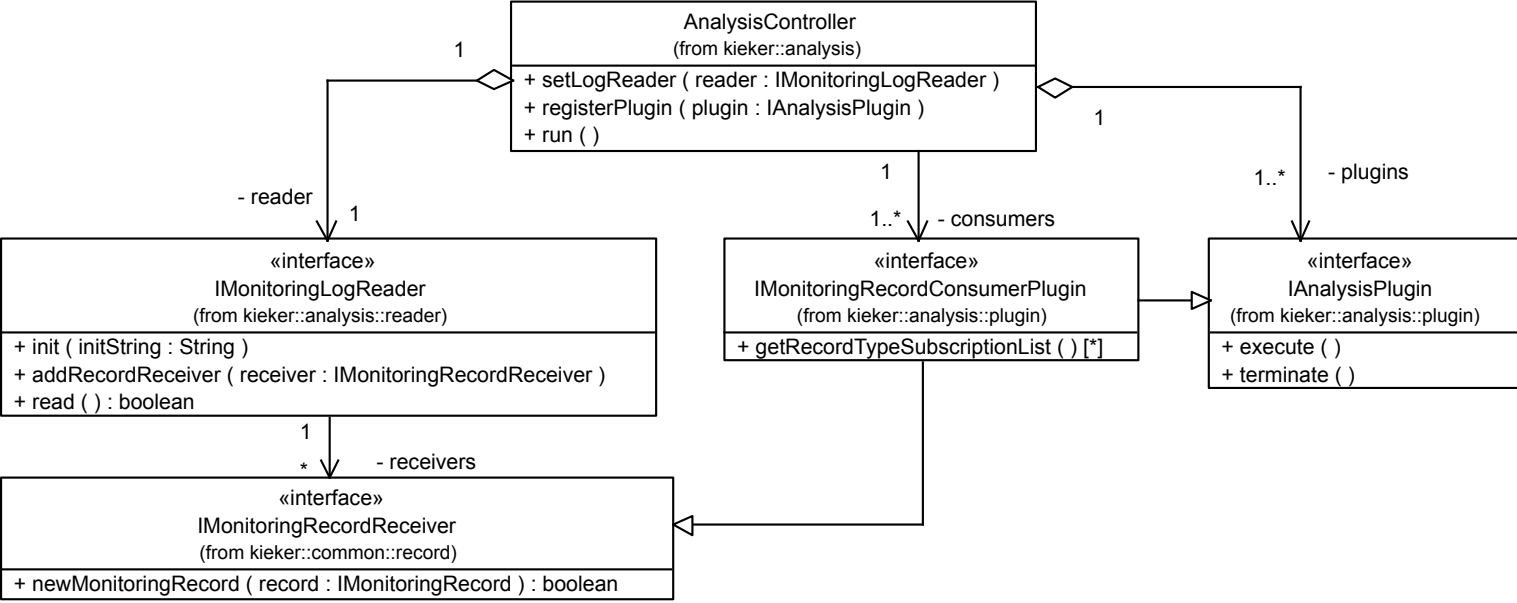 AnalysisController
(from kieker::analysis)
+ setLogReader ( reader : IMonitoringLogReader )
+ registerPlugin ( plugin : IAnalysisPlugin )
+ run ( )
1
1
1
- reader
1
1..*
- consumers
1..*
- plugins
«interface»
IMonitoringLogReader
(from kieker::analysis::reader)
+ init ( initString : String )
+ addRecordReceiver ( receiver : IMonitoringRecordReceiver )
+ read ( ) : boolean
«interface»
IMonitoringRecordConsumerPlugin
(from kieker::analysis::plugin)
+ getRecordTypeSubscriptionList ( ) [*]
«interface»
IAnalysisPlugin
(from kieker::analysis::plugin)
+ execute ( )
+ terminate ( )
1
*
- receivers
«interface»
IMonitoringRecordReceiver
(from kieker::common::record)
+ newMonitoringRecord ( record : IMonitoringRecord ) : boolean